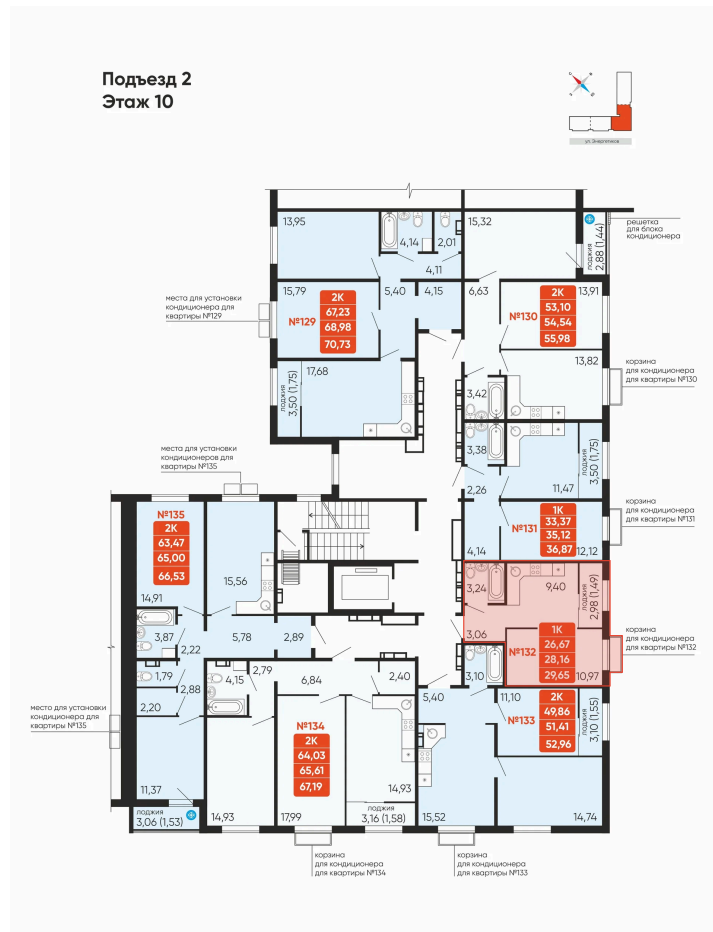 Подъезд 2
Этаж 10
ул. Энергетиков
13,95
4,14
2,01
15,32
2,88 (1,44)
лоджия
решетка
для блока
кондиционера
4,11
15,79
5,40
4,15
6,63
13,91
места для установки
кондиционера для
квартиры №129
№129
2К
67,23
68,98
70,73
№130
2К
53,10
54,54
55,98
13,82
17,68
лоджия
3,50 (1,75)
3,42
корзина
для кондиционера
для квартиры №130
3,38
места для установки
кондиционеров для
квартиры №135
2,26
11,47
лоджия
3,50 (1,75)
№135
2К
63,47
65,00
66,53
15,56
14,91
№131
1К
33,37
35,12
36,87
4,14
12,12
корзина
для кондиционера
для квартиры №131
3,24
9,40
лоджия
2,98 (1,49)
3,06
№132
1К
26,67
28,16
29,65
10,97
корзина
для кондиционера
для квартиры №132
3,87
5,78
2,89
2,22
3,10
1,79
2,88
4,15
2,79
6,84
2,40
5,40
11,10
2,20
№133
2К
49,86
51,41
52,96
лоджия
3,10 (1,55)
место для установки
кондиционера для
квартиры №135
№134
2К
64,03
65,61
67,19
11,37
14,93
лоджия
3,06 (1,53)
14,93
17,99
лоджия
3,16 (1,58)
15,52
14,74
корзина
для кондиционера
для квартиры №134
корзина
для кондиционера
для квартиры №133